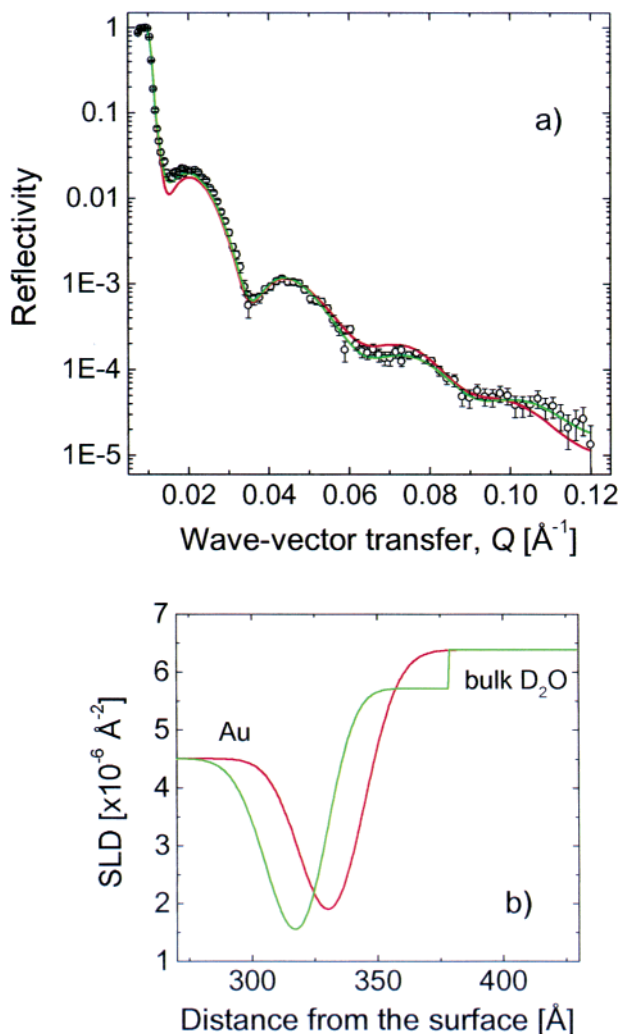 a)
1
0.1
0.01
1E-3
1E-4
1E-5
Reflectivity
0.02 0.04 0.06 0.08 0.10 0.12
Wave-vector transfer, Q [Å⁻¹]
7
6
5
4
3
2
1
SLD [x10⁻⁶ Å⁻²]
Au
bulk D₂O
b)
300 350 400
Distance from the surface [Å]